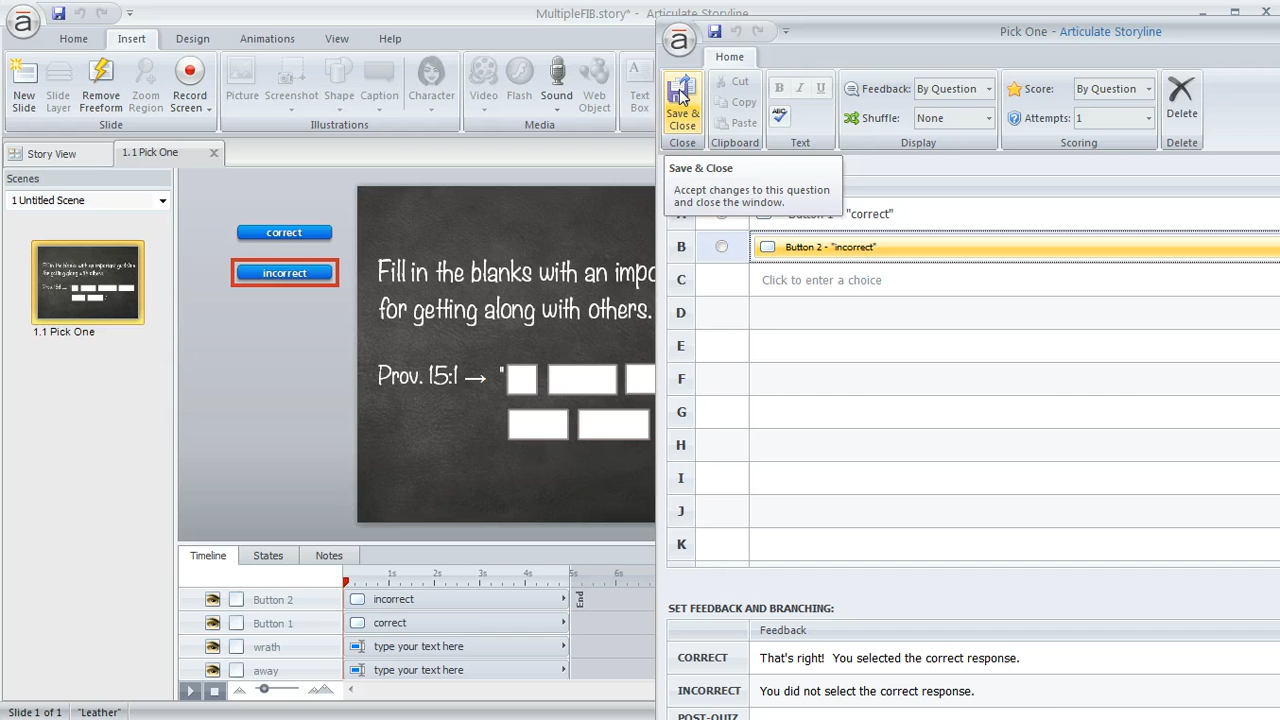 MultipleFIB.story* - Articulate Storyline
Home
Insert
Design
Animations
View
Help
New Slide
Slide Layer
Remove Freeform
Zoom Region
Record Screen
Picture
Screenshot
Shape
Caption
Character
Video
Flash
Sound
Web Object
Text Box
Slide
Illustrations
Media
Story View
1.1 Pick One
Scenes
1 Untitled Scene
1.1 Pick One
correct
incorrect
Fill in the blanks with an
for getting along with others.
Prov. 15:1 → "
Timeline
States
Notes
1s
2s
3s
4s
5s
6s
End
Button 2
incorrect
Button 1
correct
wrath
type your text here
away
type your text here
Slide 1 of 1
"Leather"
Pick One - Articulate Storyline
Home
Save & Close
Cut
Copy
Paste
B I U
ABC
Feedback: By Question
Shuffle: None
Score: By Question
Attempts: 1
Delete
Close
Clipboard
Text
Display
Scoring
Delete
Save & Close
Accept changes to this question
and close the window.
"correct"
B
Button 2 - "incorrect"
C
Click to enter a choice
D
E
F
G
H
I
J
K
SET FEEDBACK AND BRANCHING:
Feedback
CORRECT
That's right! You selected the correct response.
INCORRECT
You did not select the correct response.
POST-QUIZ